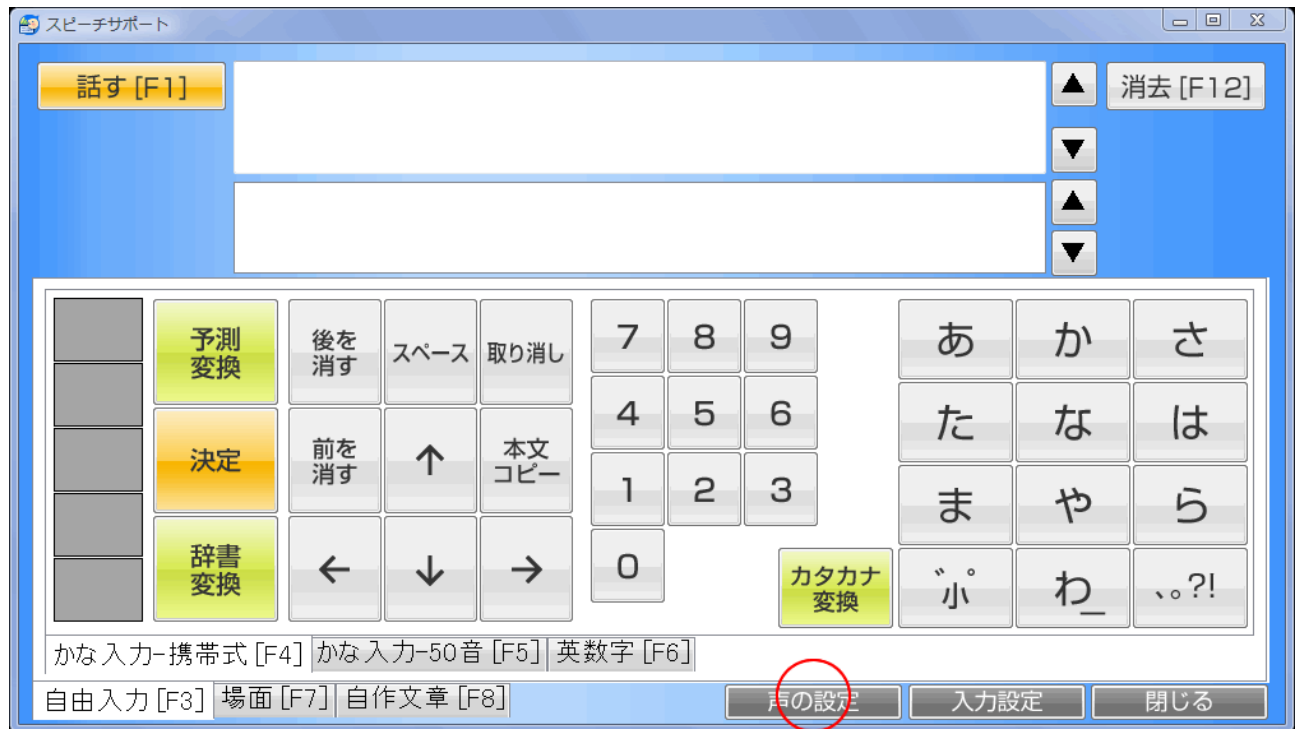 スピーチサポート
話す [F1]
▲
消去 [F12]
▼
▲
▼
予測
変換
後を
消す
スペース
取り消し
7
8
9
あ
か
さ
決定
前を
消す
↑
本文
コピー
4
5
6
た
な
は
1
2
3
ま
や
ら
辞書
変換
←
↓
→
0
カタカナ
変換
゛小゜
わ_
､｡?!
かな入力-携帯式 [F4]
かな入力-50音 [F5]
英数字 [F6]
自由入力 [F3]
場面 [F7]
自作文章 [F8]
声の設定
入力設定
閉じる